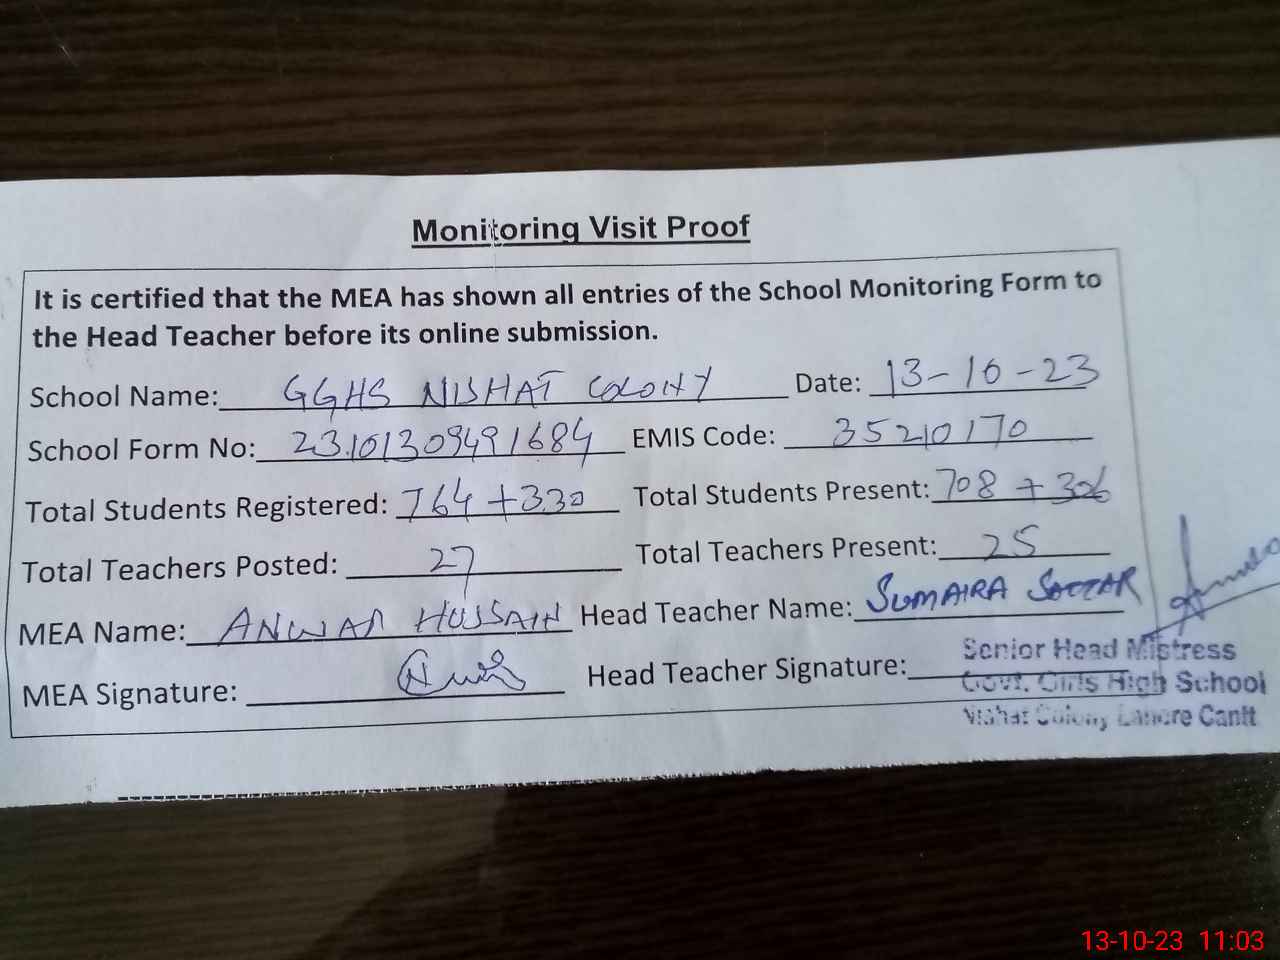 Monitoring Visit Proof
It is certified that the MEA has shown all entries of the School Monitoring Form to
the Head Teacher before its online submission.
School Name: GGHS NISHAT COLONY Date: 13-10-23
School Form No: 23101309491684 EMIS Code: 35210170
Total Students Registered: 764+330 Total Students Present: 708+306
Total Teachers Posted: 27 Total Teachers Present: 25
MEA Name: ANWAR HUSSAIN Head Teacher Name: SUMAIRA SATTAR
MEA Signature: Head Teacher Signature:
Senior Head Mistress
Govt. Girls High School
Nishat Colony Lahore Cantt
13-10-23 11:03